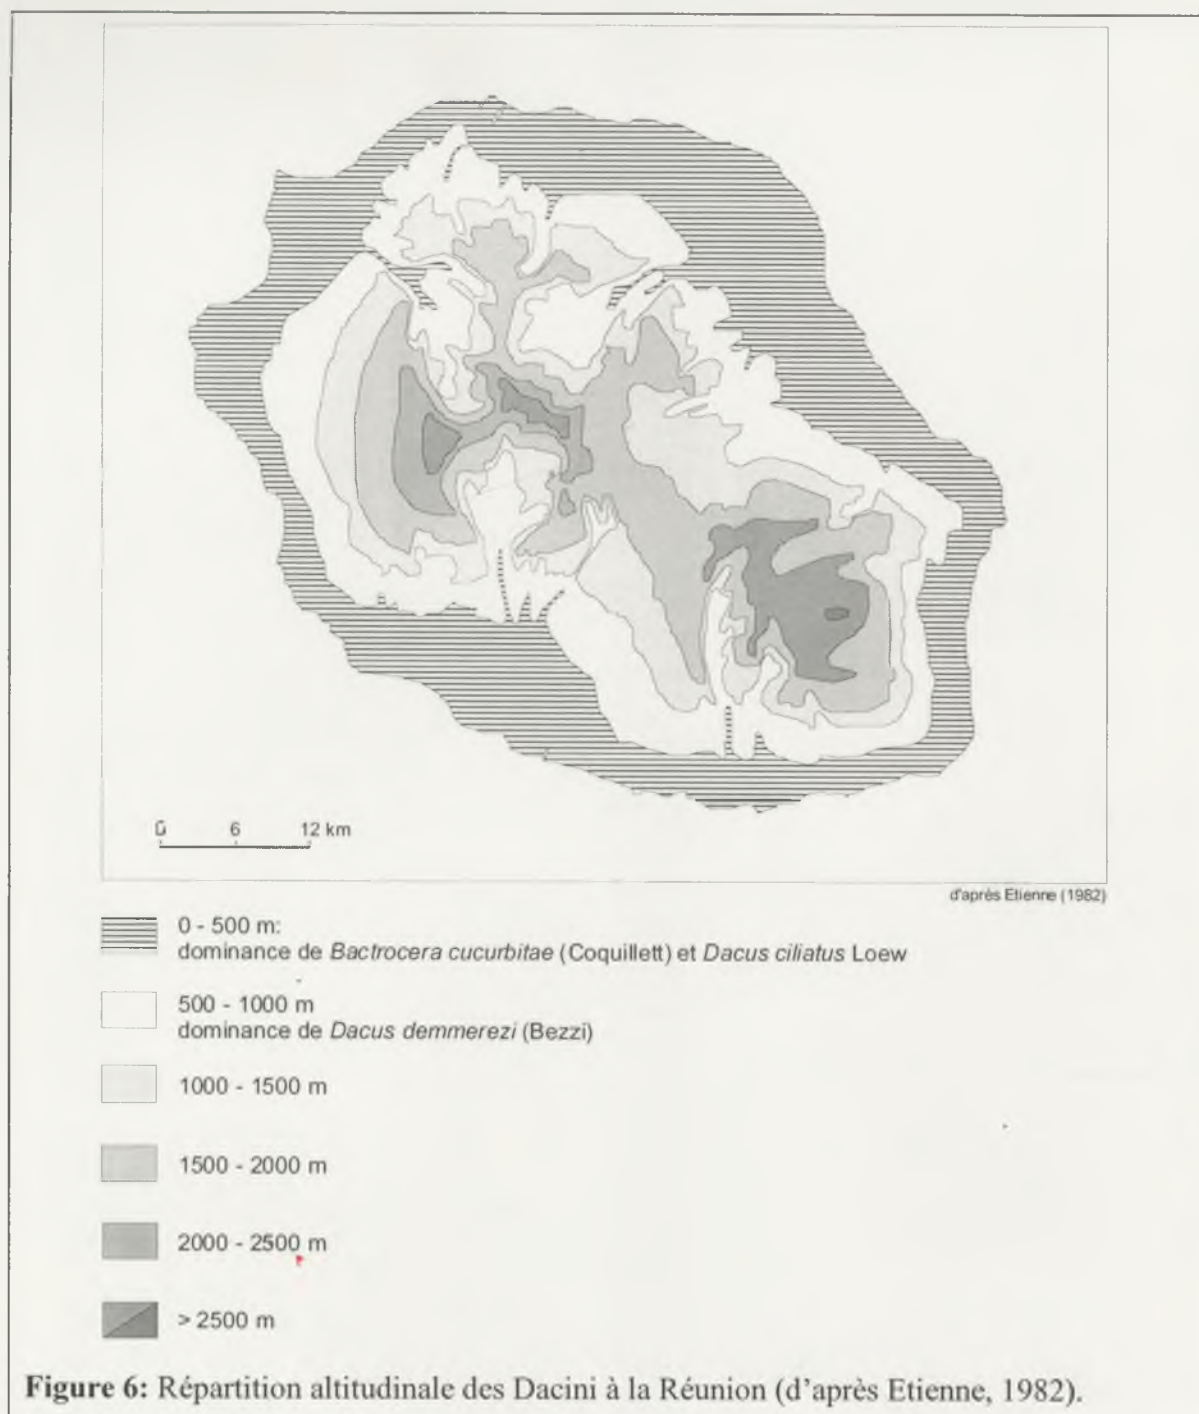 0 6 12 km
d'après Etienne (1982)
0 - 500 m:
dominance de Bactrocera cucurbitae (Coquillett) et Dacus ciliatus Loew
500 - 1000 m
dominance de Dacus demmerezi (Bezzi)
1000 - 1500 m
1500 - 2000 m
2000 - 2500 m
> 2500 m
Figure 6: Répartition altitudinale des Dacini à la Réunion (d'après Etienne, 1982).